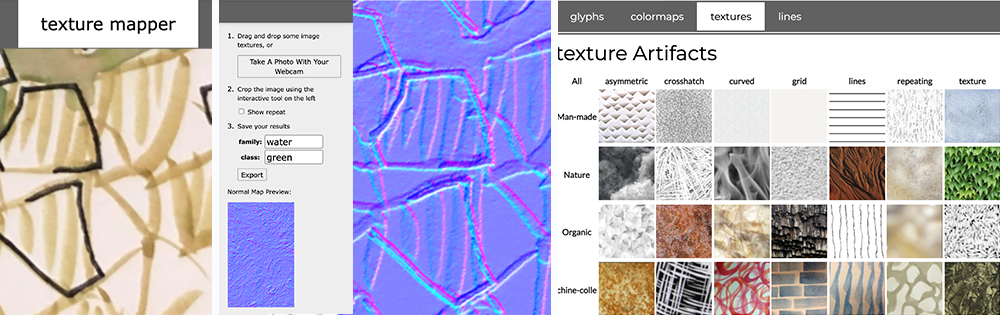 texture mapper
1. Drag and drop some image
textures, or
Take A Photo With Your
Webcam
2. Crop the image using the
interactive tool on the left
Show repeat
3. Save your results
family: water
class: green
Export
Normal Map Preview:
glyphs colormaps textures lines
texture Artifacts
All asymmetric crosshatch curved grid lines repeating texture
Man-made
Nature
Organic
chine-colle